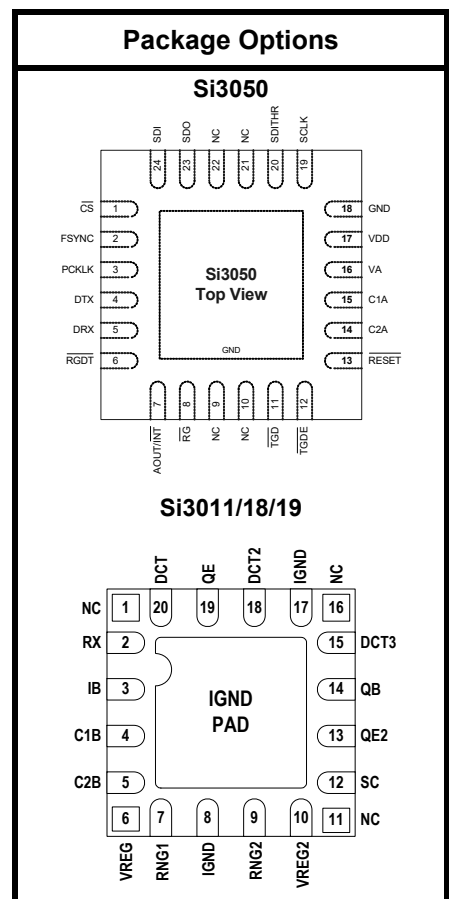 Package Options
Si3050
SDI
SDO
NC
NC
SDITHR
SCLK
24
23
22
21
20
19
CS 1
18 GND
FSYNC 2
17 VDD
PCKLK 3
16 VA
Si3050
Top View
DTX 4
15 C1A
DRX 5
14 C2A
GND
RGDT 6
13 RESET
7
8
9
10
11
12
AOUT/INT
RG
NC
NC
TGD
TGDE
Si3011/18/19
DCT
QE
DCT2
IGND
NC
NC 1
20
19
18
17
16
RX 2
15 DCT3
IB 3
14 QB
IGND
PAD
C1B 4
13 QE2
C2B 5
12 SC
6
7
8
9
10
11 NC
VREG
RNG1
IGND
RNG2
VREG2